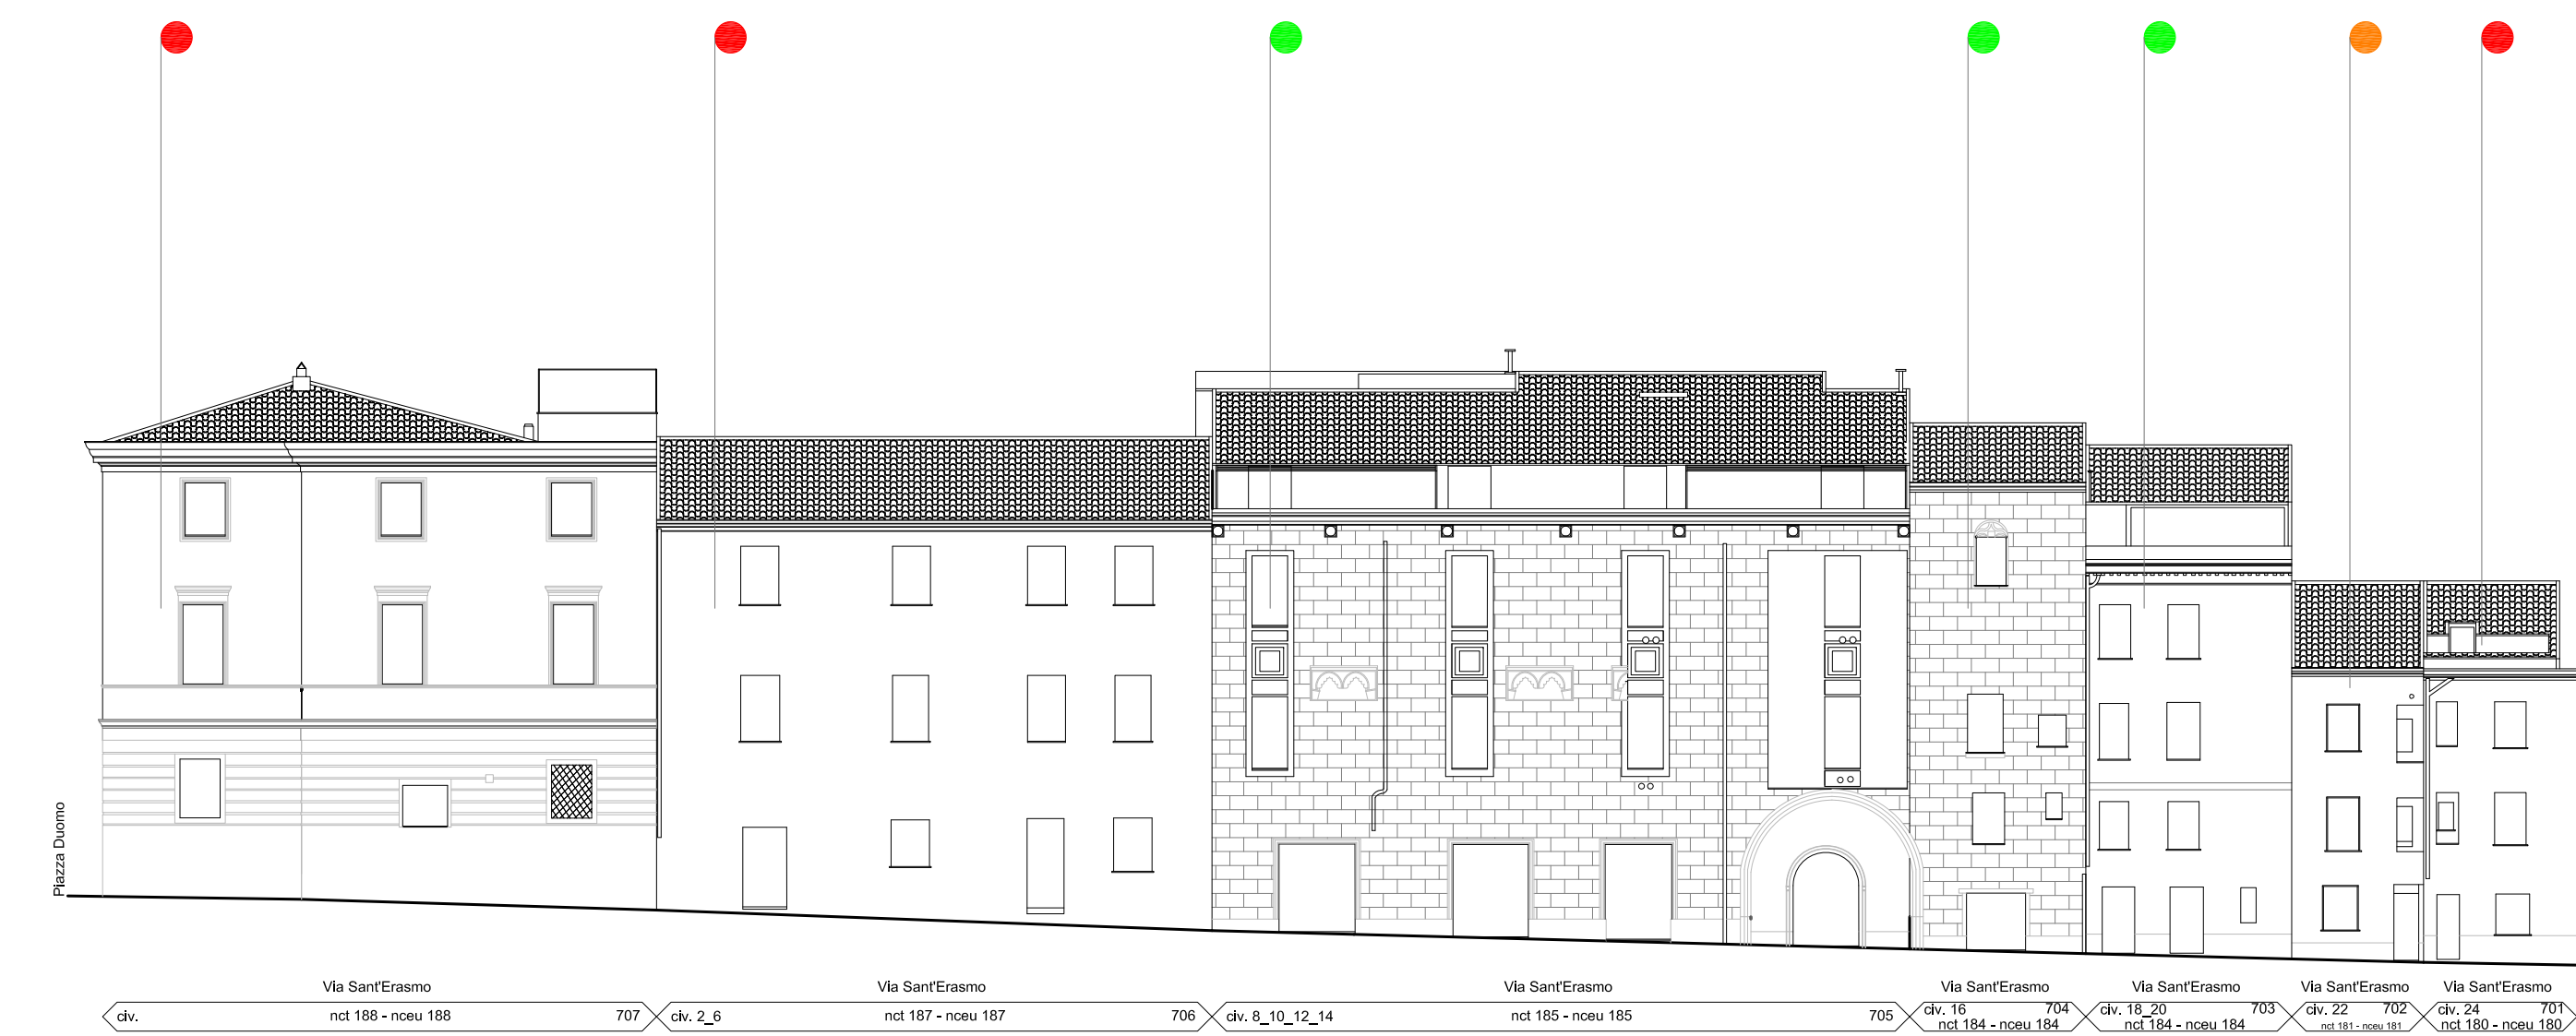 Piazza Duomo
Via Sant'Erasmo
civ. nct 188 - nceu 188 707
Via Sant'Erasmo
civ. 2_6 nct 187 - nceu 187 706
Via Sant'Erasmo
civ. 8_10_12_14 nct 185 - nceu 185 705
Via Sant'Erasmo
civ. 16 704
nct 184 - nceu 184
Via Sant'Erasmo
civ. 18_20 703
nct 184 - nceu 184
Via Sant'Erasmo
civ. 22 702
nct 181 - nceu 181
Via Sant'Erasmo
civ. 24 701
nct 180 - nceu 180